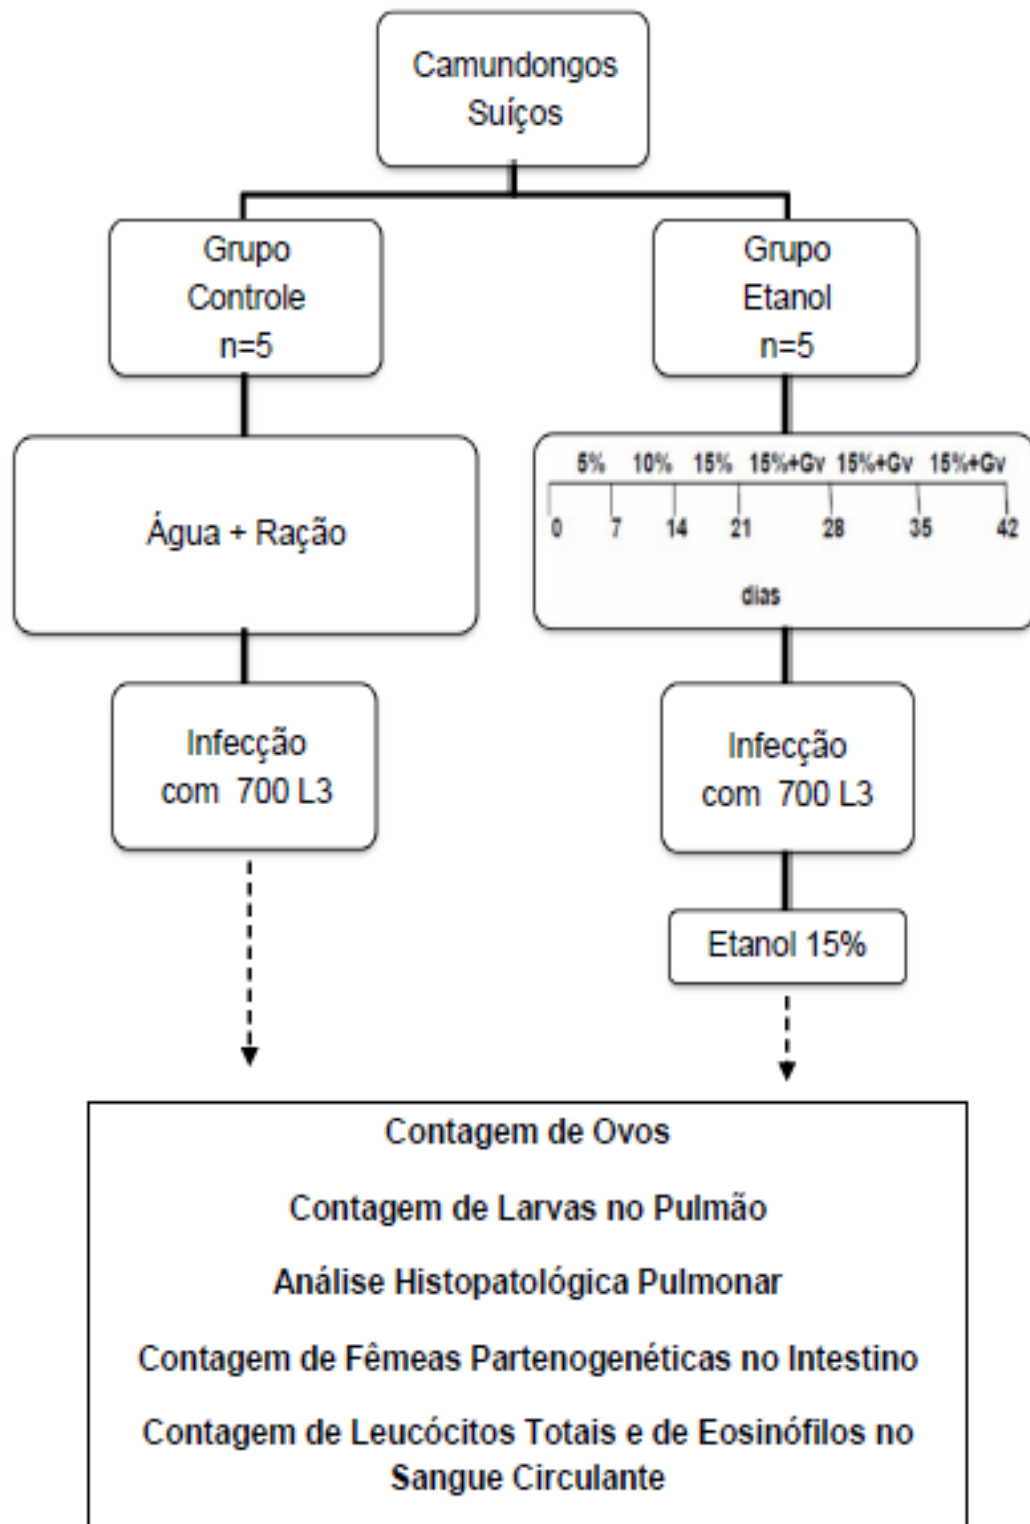 Camundongos
Suíços
Grupo
Controle
n=5
Grupo
Etanol
n=5
Água + Ração
5% 10% 15% 15%+Gv 15%+Gv 15%+Gv
0 7 14 21 28 35 42
dias
Infecção
com 700 L3
Infecção
com 700 L3
Etanol 15%
Contagem de Ovos
Contagem de Larvas no Pulmão
Análise Histopatológica Pulmonar
Contagem de Fêmeas Partenogenéticas no Intestino
Contagem de Leucócitos Totais e de Eosinófilos no
Sangue Circulante